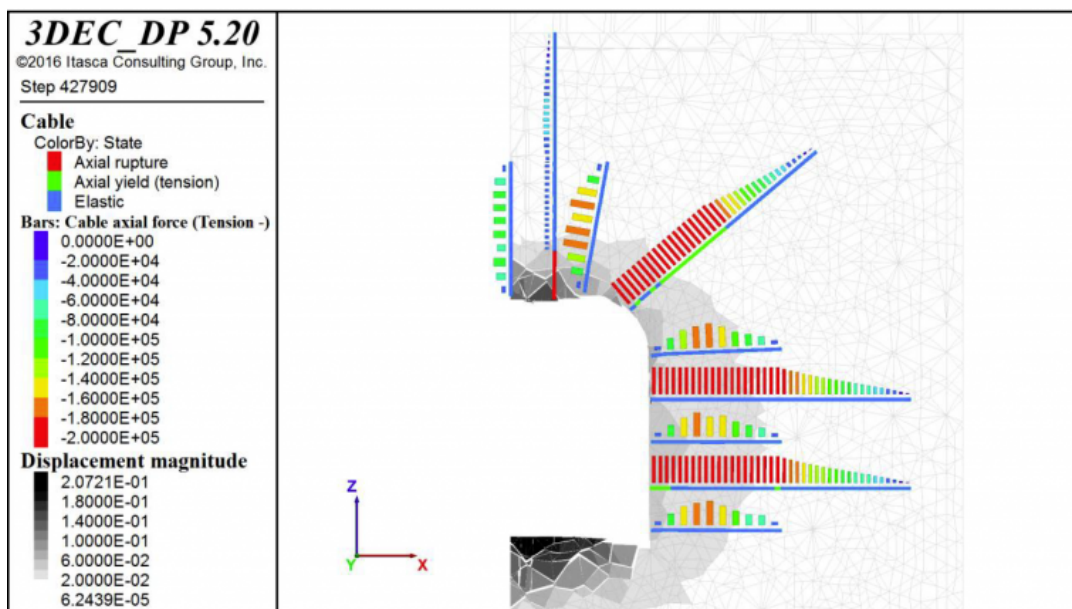 3DEC_DP 5.20
©2016 Itasca Consulting Group, Inc.
Step 427909
Cable
ColorBy: State
Axial rupture
Axial yield (tension)
Elastic
Bars: Cable axial force (Tension -)
0.0000E+00
-2.0000E+04
-4.0000E+04
-6.0000E+04
-8.0000E+04
-1.0000E+05
-1.2000E+05
-1.4000E+05
-1.6000E+05
-1.8000E+05
-2.0000E+05
Displacement magnitude
2.0721E-01
1.8000E-01
1.4000E-01
1.0000E-01
6.0000E-02
2.0000E-02
6.2439E-05
Z
Y
X